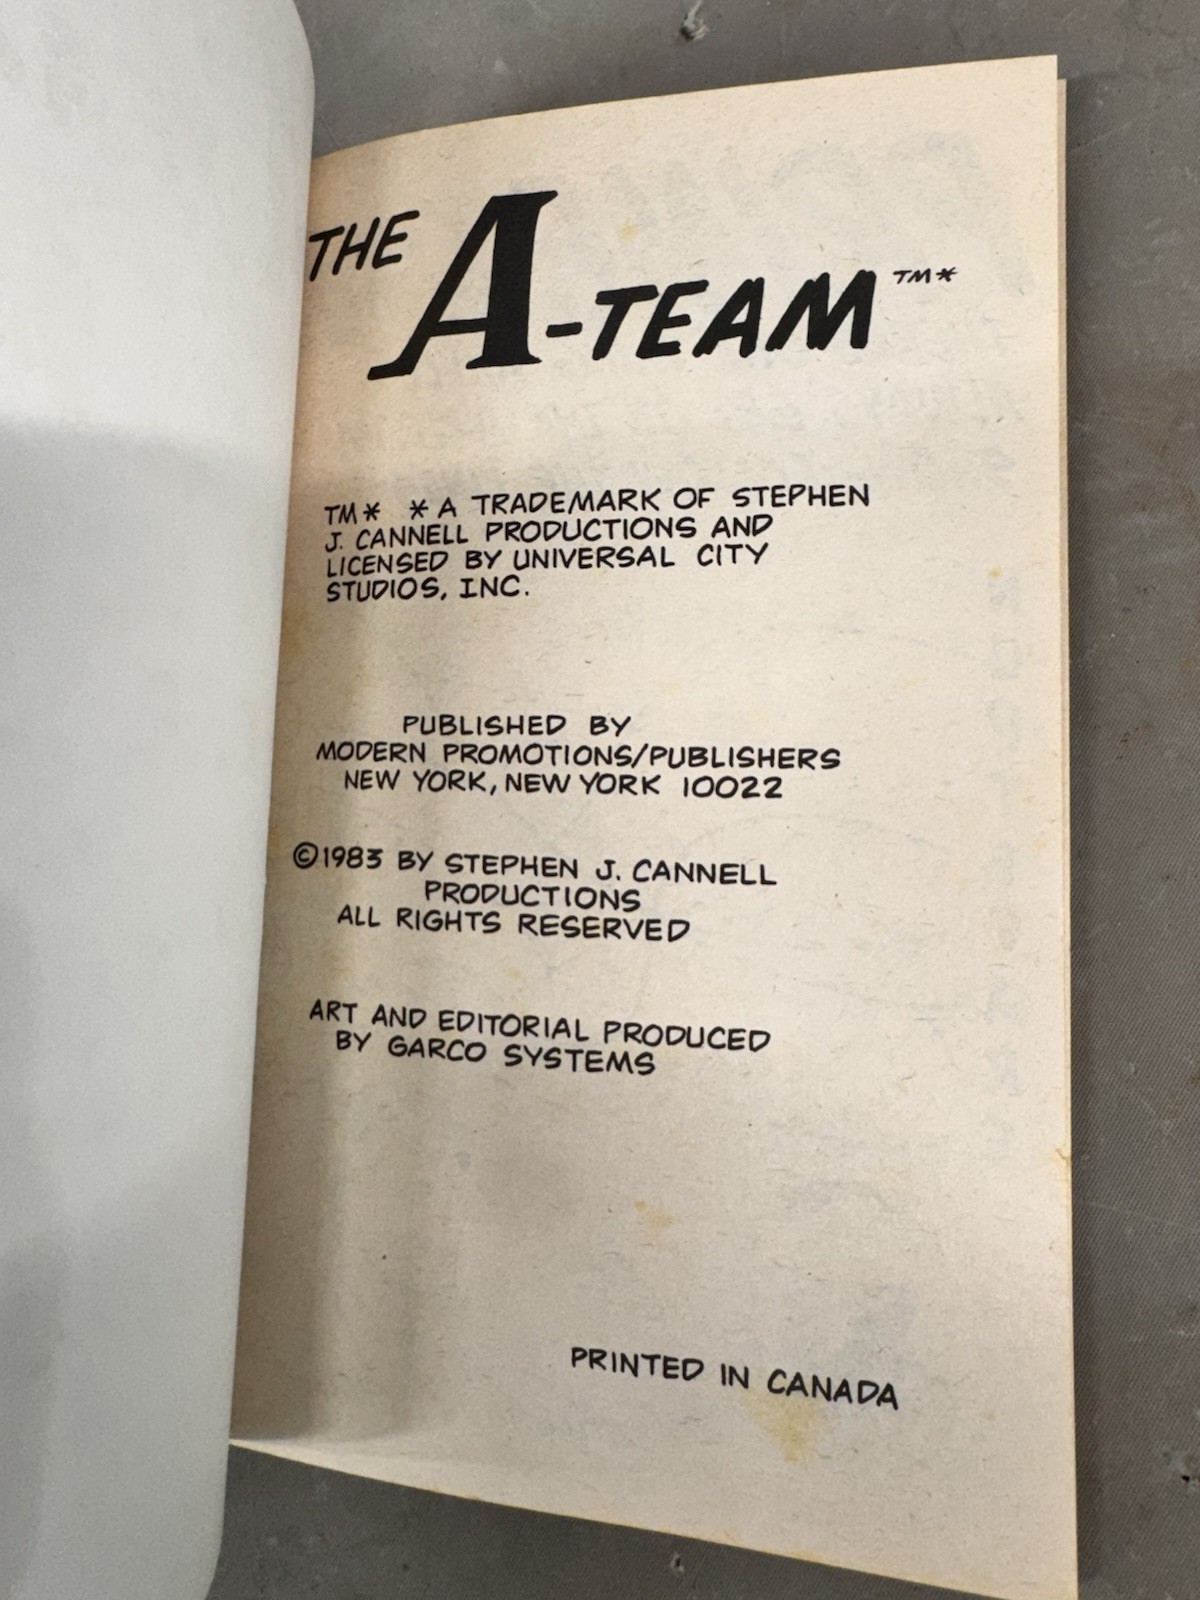 THE A-TEAM™*
TM* *A TRADEMARK OF STEPHEN
J. CANNELL PRODUCTIONS AND
LICENSED BY UNIVERSAL CITY
STUDIOS, INC.
PUBLISHED BY
MODERN PROMOTIONS/PUBLISHERS
NEW YORK, NEW YORK 10022
©1983 BY STEPHEN J. CANNELL
PRODUCTIONS
ALL RIGHTS RESERVED
ART AND EDITORIAL PRODUCED
BY GARCO SYSTEMS
PRINTED IN CANADA